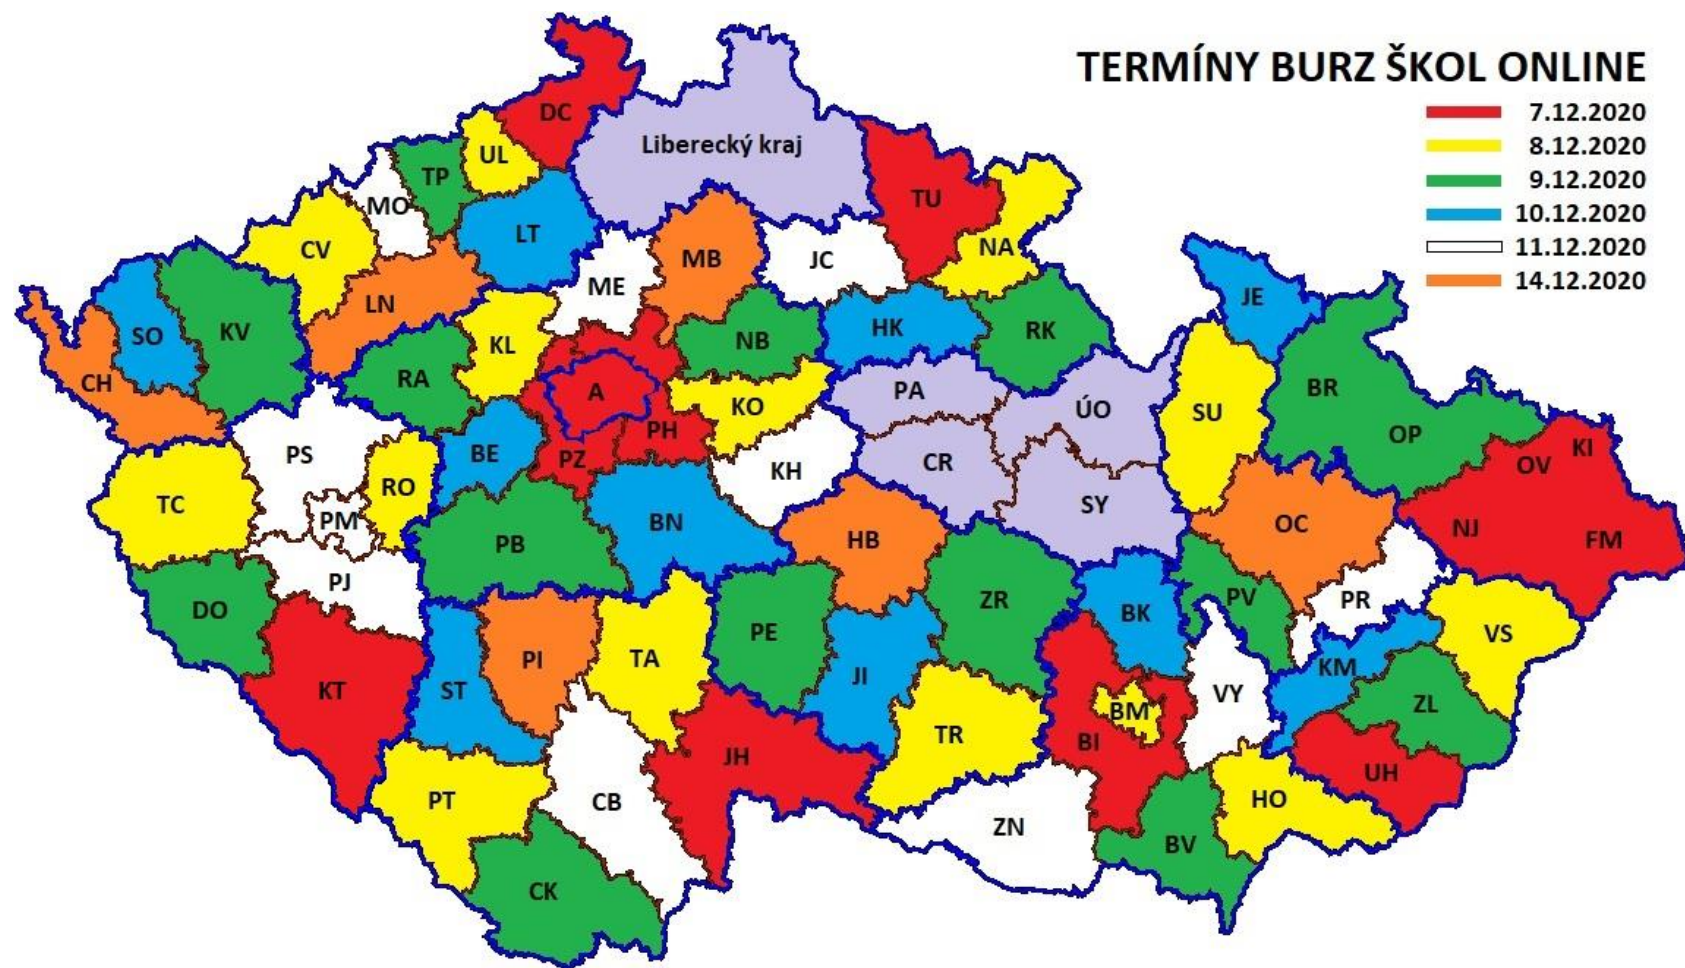 TERMÍNY BURZ ŠKOL ONLINE
7.12.2020
8.12.2020
9.12.2020
10.12.2020
11.12.2020
14.12.2020
DC
Liberecký kraj
UL
TP
MO
TU
LT
CV
NA
JC
MB
ME
LN
JE
SO
KV
HK
RK
NB
KL
CH
RA
A
KO
PA
ÚO
SU
BR
PH
OP
KI
PS
BE
PZ
KH
CR
OV
RO
TC
SY
PM
BN
OC
NJ
PB
HB
FM
PJ
DO
ZR
BK
PV
PR
PE
VS
KT
ST
PI
TA
JI
KM
VY
ZL
BM
TR
BI
JH
UH
PT
CB
HO
ZN
BV
CK